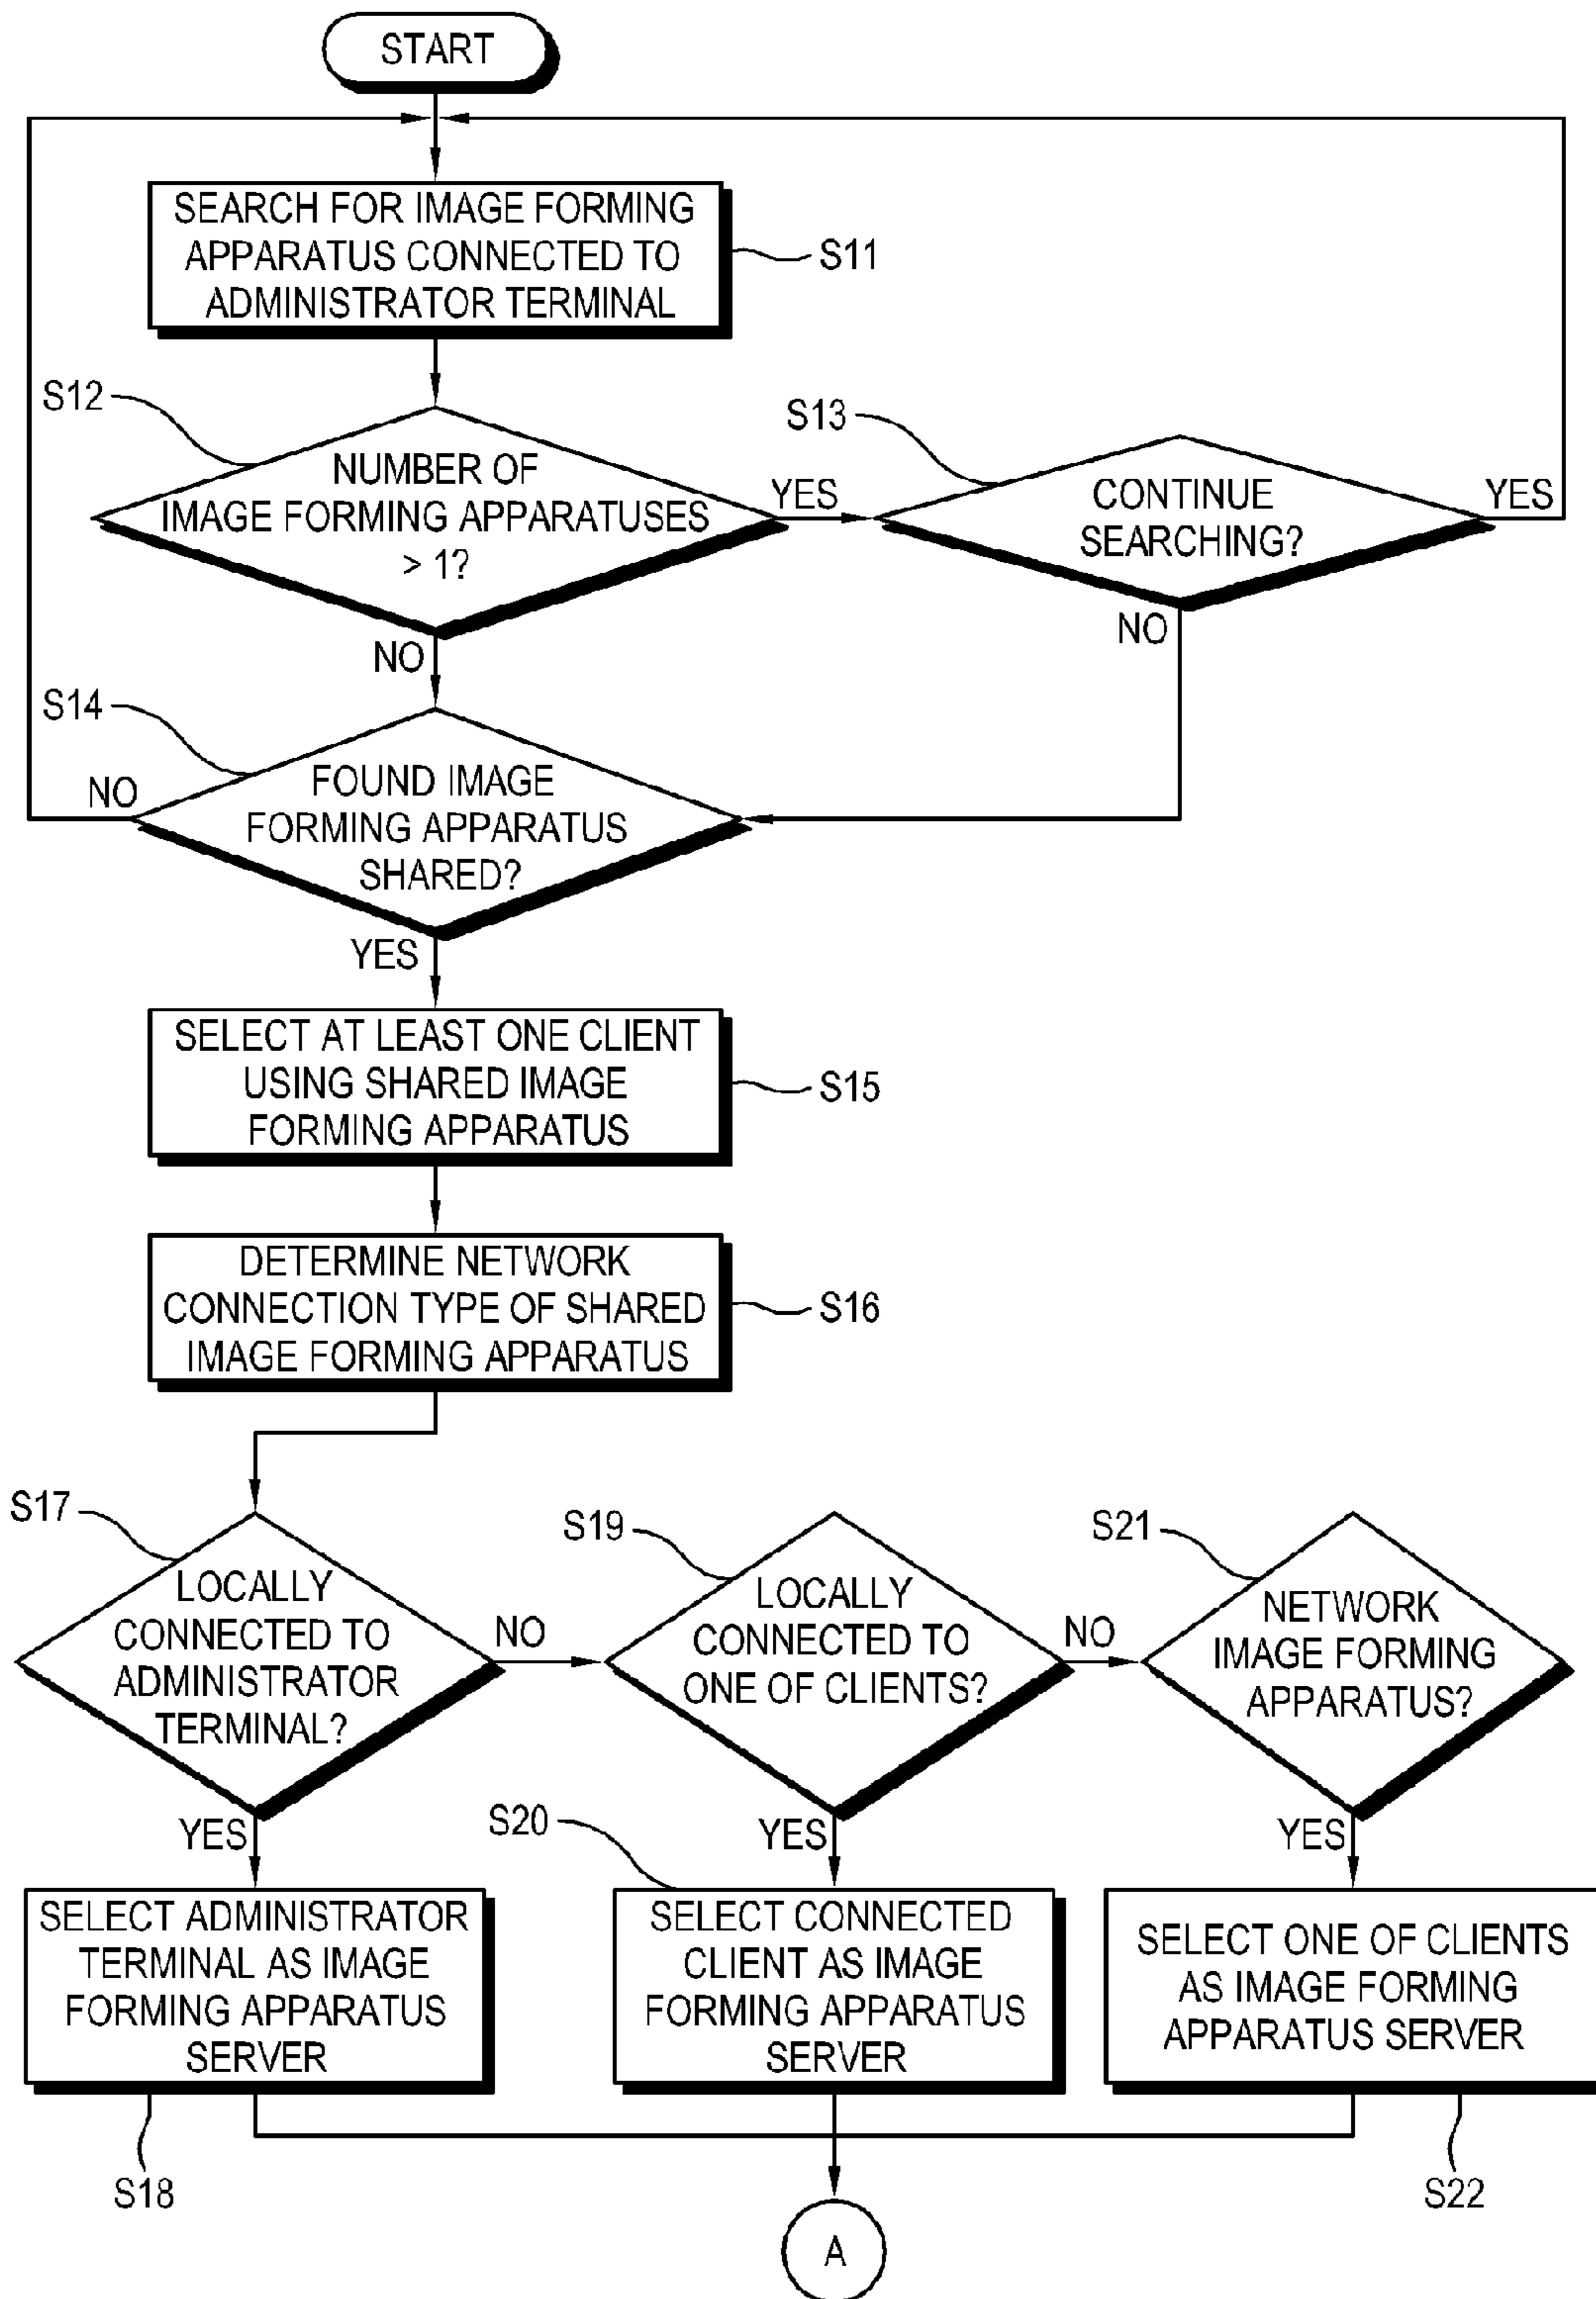 START
SEARCH FOR IMAGE FORMING
APPARATUS CONNECTED TO
ADMINISTRATOR TERMINAL
S11
S12
NUMBER OF
IMAGE FORMING APPARATUSES
> 1?
YES
NO
S13
CONTINUE
SEARCHING?
YES
NO
S14
FOUND IMAGE
FORMING APPARATUS
SHARED?
NO
YES
SELECT AT LEAST ONE CLIENT
USING SHARED IMAGE
FORMING APPARATUS
S15
DETERMINE NETWORK
CONNECTION TYPE OF SHARED
IMAGE FORMING APPARATUS
S16
S17
LOCALLY
CONNECTED TO
ADMINISTRATOR
TERMINAL?
NO
YES
S19
LOCALLY
CONNECTED TO
ONE OF CLIENTS?
NO
YES
S21
NETWORK
IMAGE FORMING
APPARATUS?
YES
SELECT ADMINISTRATOR
TERMINAL AS IMAGE
FORMING APPARATUS
SERVER
S18
S20
SELECT CONNECTED
CLIENT AS IMAGE
FORMING APPARATUS
SERVER
SELECT ONE OF CLIENTS
AS IMAGE FORMING
APPARATUS SERVER
S22
A